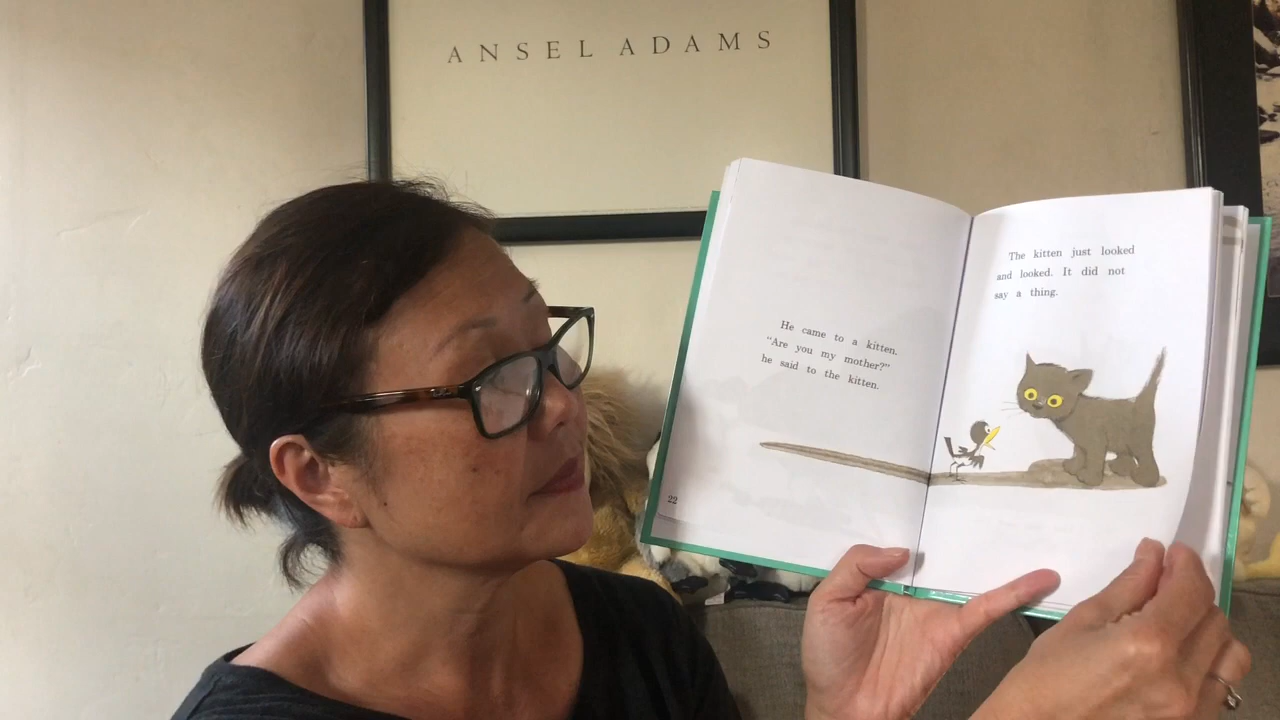 ANSEL ADAMS
He came to a kitten.
"Are you my mother?"
he said to the kitten.
22
The kitten just looked
and looked. It did not
say a thing.